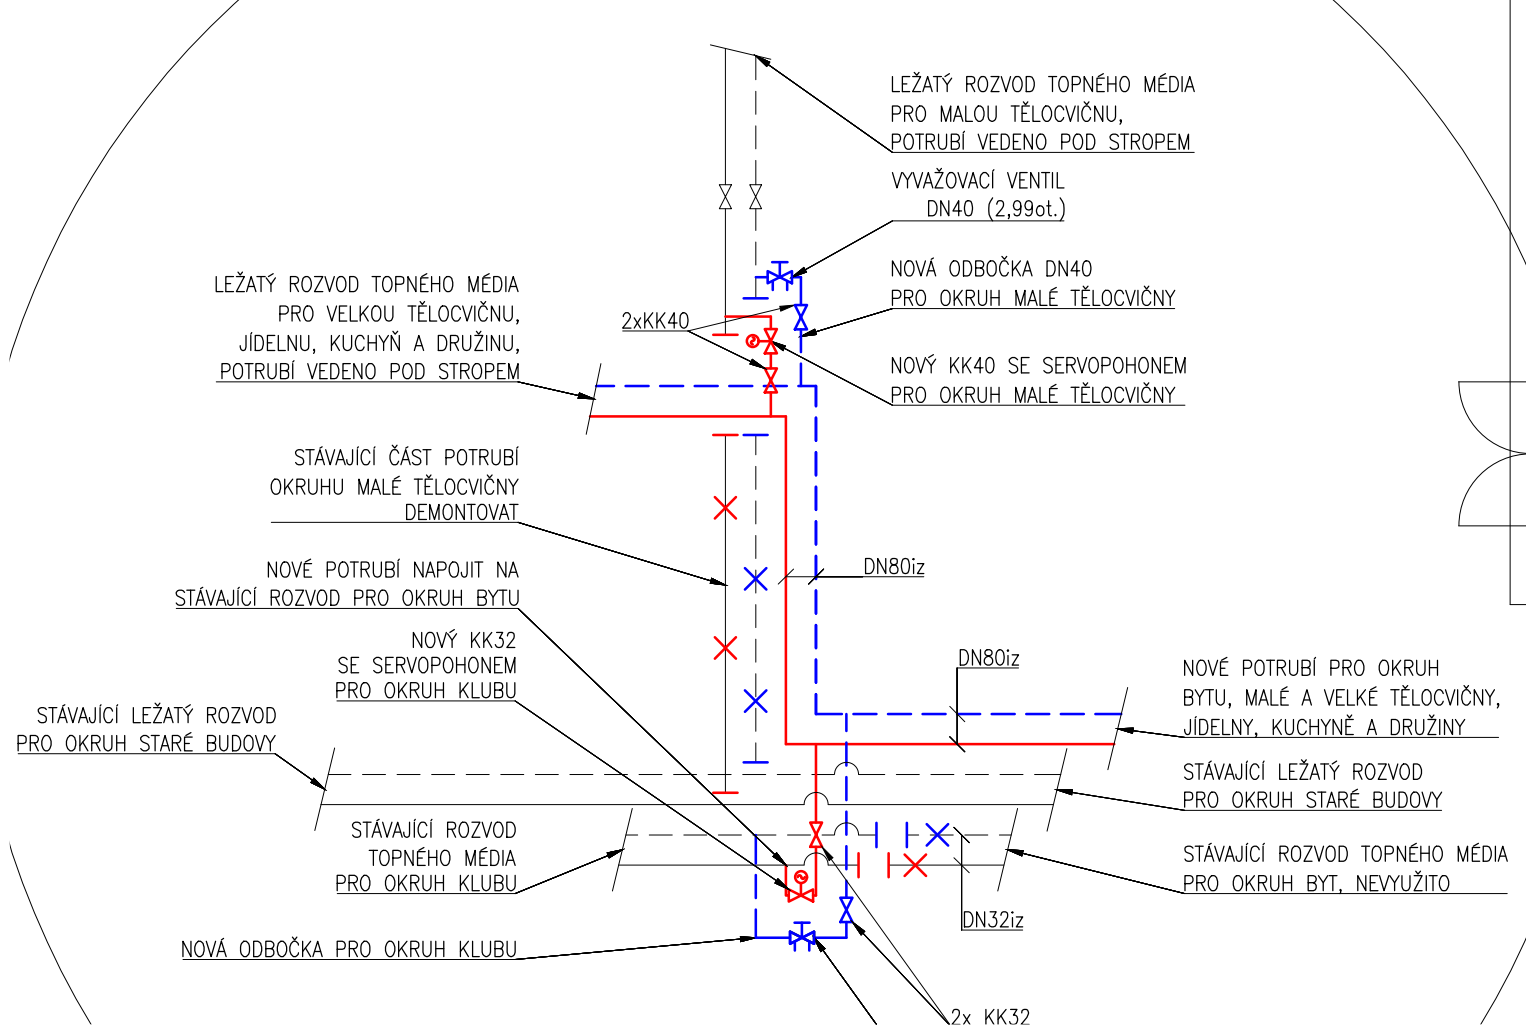 LEŽATÝ ROZVOD TOPNÉHO MÉDIA
PRO MALOU TĚLOCVIČNU,
POTRUBÍ VEDENO POD STROPEM
VYVAŽOVACÍ VENTIL
DN40 (2,99ot.)
NOVÁ ODBOČKA DN40
PRO OKRUH MALÉ TĚLOCVIČNY
LEŽATÝ ROZVOD TOPNÉHO MÉDIA
PRO VELKOU TĚLOCVIČNU,
JÍDELNU, KUCHYŇ A DRUŽINU,
POTRUBÍ VEDENO POD STROPEM
2xKK40
NOVÝ KK40 SE SERVOPOHONEM
PRO OKRUH MALÉ TĚLOCVIČNY
STÁVAJÍCÍ ČÁST POTRUBÍ
OKRUHU MALÉ TĚLOCVIČNY
DEMONTOVAT
NOVÉ POTRUBÍ NAPOJIT NA
STÁVAJÍCÍ ROZVOD PRO OKRUH BYTU
DN80iz
NOVÝ KK32
SE SERVOPOHONEM
PRO OKRUH KLUBU
DN80iz
NOVÉ POTRUBÍ PRO OKRUH
BYTU, MALÉ A VELKÉ TĚLOCVIČNY,
JÍDELNY, KUCHYNĚ A DRUŽINY
STÁVAJÍCÍ LEŽATÝ ROZVOD
PRO OKRUH STARÉ BUDOVY
STÁVAJÍCÍ LEŽATÝ ROZVOD
PRO OKRUH STARÉ BUDOVY
STÁVAJÍCÍ ROZVOD
TOPNÉHO MÉDIA
PRO OKRUH KLUBU
STÁVAJÍCÍ ROZVOD TOPNÉHO MÉDIA
PRO OKRUH BYT, NEVYUŽITO
DN32iz
NOVÁ ODBOČKA PRO OKRUH KLUBU
2x KK32